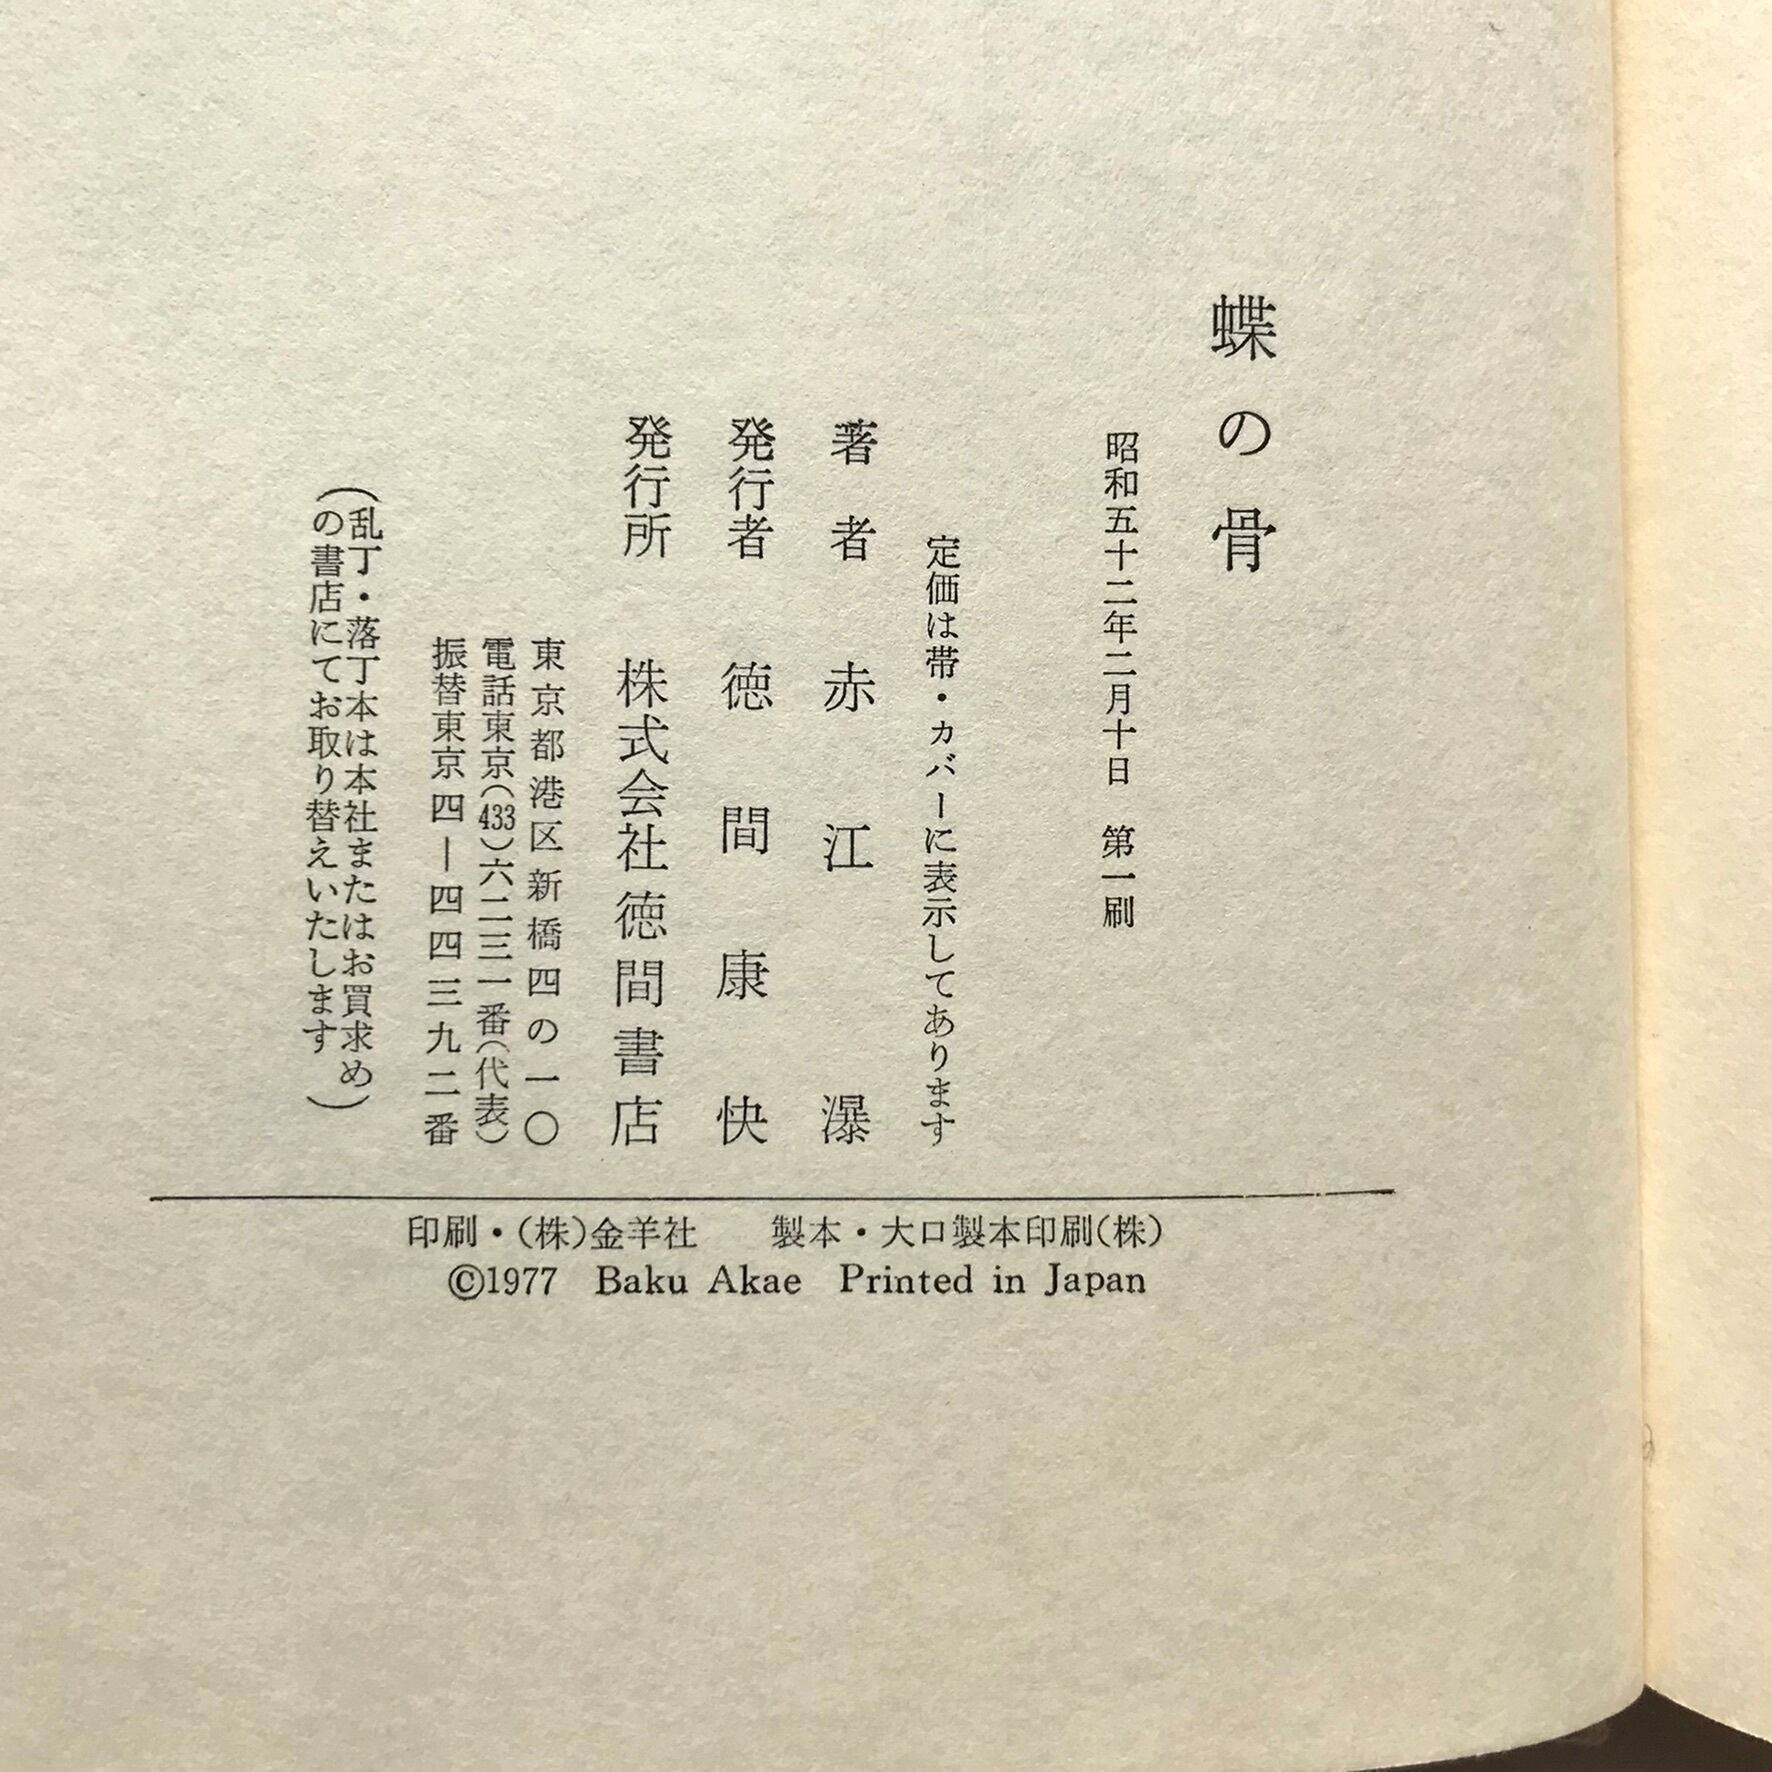 蝶の骨
昭和五十二年二月十日　第一刷
定価は帯・カバーに表示してあります
著者　赤江　瀑
発行者　徳間康快
発行所　株式会社徳間書店
東京都港区新橋四の一〇
電話東京(433)六二三一番(代表)
振替東京四―四四三九二番
(乱丁・落丁本は本社またはお買求め
の書店にてお取り替えいたします)
印刷・(株)金羊社　製本・大口製本印刷(株)
©1977 Baku Akae Printed in Japan